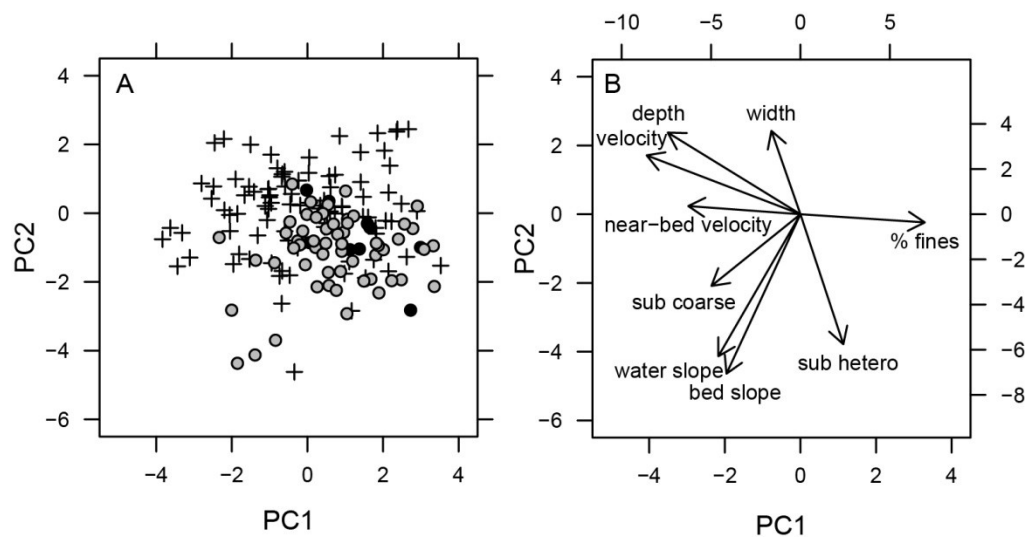 −10 −5 0 5
A
B
4
2
0
−2
−4
−6
PC2
−4 −2 0 2 4
PC1
4
2
0
−2
−4
−6
depth
width
velocity
near-bed velocity
% fines
sub coarse
sub hetero
water slope
bed slope
4
2
0
−2
−4
−6
−8
−4 −2 0 2 4
PC1